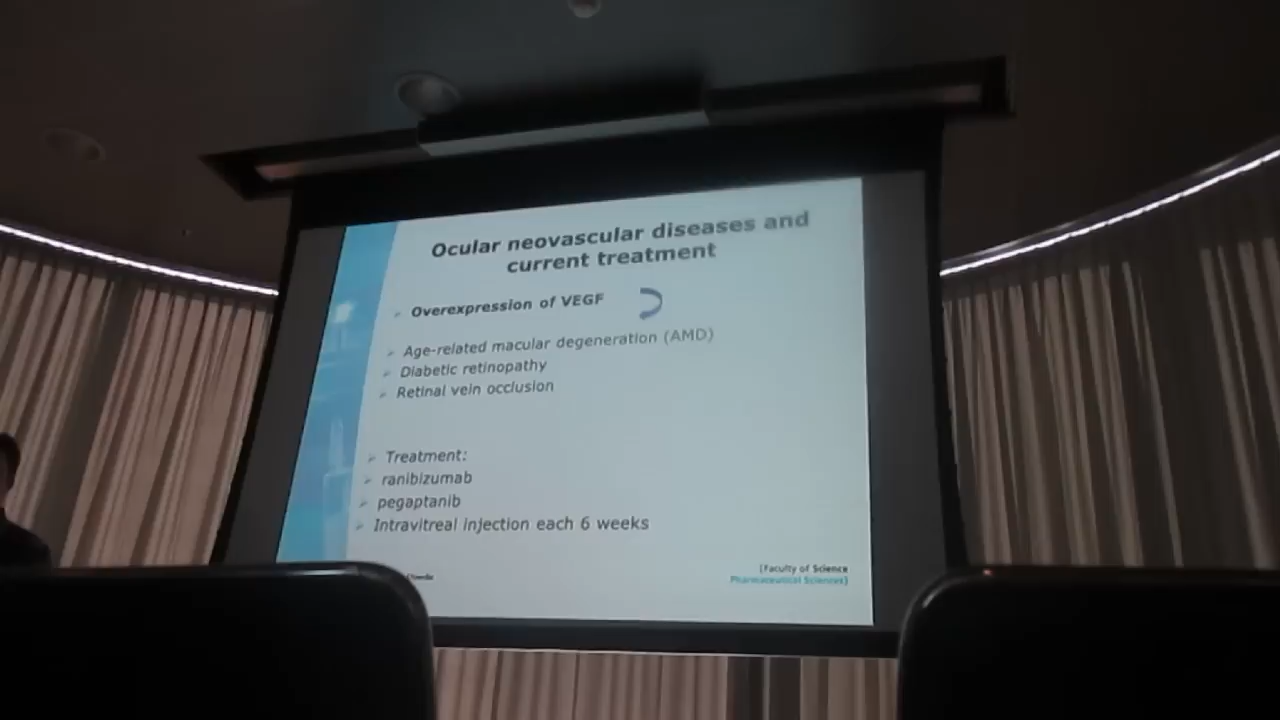 Ocular neovascular diseases and
current treatment
Overexpression of VEGF
Age-related macular degeneration (AMD)
Diabetic retinopathy
Retinal vein occlusion
Treatment:
ranibizumab
pegaptanib
Intravitreal injection each 6 weeks
[Faculty of Science
Pharmaceutical Sciences]